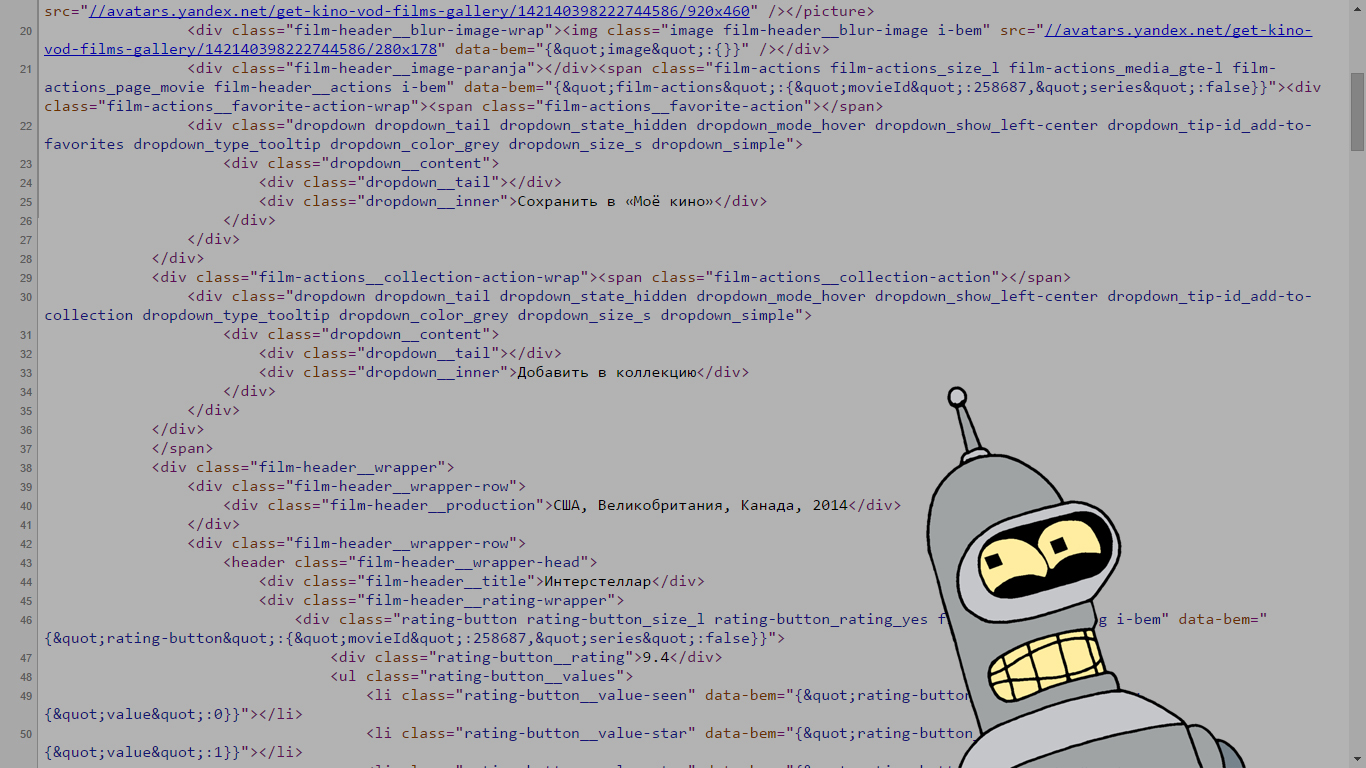 src="//avatars.yandex.net/get-kino-vod-films-gallery/142140398222744586/920x460" /></picture>
20 <div class="film-header__blur-image-wrap"><img class="image film-header__blur-image i-bem" src="//avatars.yandex.net/get-kino-
vod-films-gallery/142140398222744586/280x178" data-bem="{&quot;image&quot;:{}}" /></div>
21 <div class="film-header__image-paranja"></div><span class="film-actions film-actions_size_l film-actions_media_gte-l film-
actions_page_movie film-header__actions i-bem" data-bem="{&quot;film-actions&quot;:{&quot;movieId&quot;:258687,&quot;series&quot;:false}}"><div
class="film-actions__favorite-action-wrap"><span class="film-actions__favorite-action"></span>
22 <div class="dropdown dropdown_tail dropdown_state_hidden dropdown_mode_hover dropdown_show_left-center dropdown_tip-id_add-to-
favorites dropdown_type_tooltip dropdown_color_grey dropdown_size_s dropdown_simple">
23 <div class="dropdown__content">
24 <div class="dropdown__tail"></div>
25 <div class="dropdown__inner">Сохранить в «Моё кино»</div>
26 </div>
27 </div>
28 </div>
29 <div class="film-actions__collection-action-wrap"><span class="film-actions__collection-action"></span>
30 <div class="dropdown dropdown_tail dropdown_state_hidden dropdown_mode_hover dropdown_show_left-center dropdown_tip-id_add-to-
collection dropdown_type_tooltip dropdown_color_grey dropdown_size_s dropdown_simple">
31 <div class="dropdown__content">
32 <div class="dropdown__tail"></div>
33 <div class="dropdown__inner">Добавить в коллекцию</div>
34 </div>
35 </div>
36 </div>
37 </span>
38 <div class="film-header__wrapper">
39 <div class="film-header__wrapper-row">
40 <div class="film-header__production">США, Великобритания, Канада, 2014</div>
41 </div>
42 <div class="film-header__wrapper-row">
43 <header class="film-header__wrapper-head">
44 <div class="film-header__title">Интерстеллар</div>
45 <div class="film-header__rating-wrapper">
46 <div class="rating-button rating-button_size_l rating-button_rating_yes i-bem" data-bem="
{&quot;rating-button&quot;:{&quot;movieId&quot;:258687,&quot;series&quot;:false}}">
47 <div class="rating-button__rating">9.4</div>
48 <ul class="rating-button__values">
49 <li class="rating-button__value-seen" data-bem="{&quot;rating-button
{&quot;value&quot;:0}}"></li>
50 <li class="rating-button__value-star" data-bem="{&quot;rating-button
{&quot;value&quot;:1}}"></li>